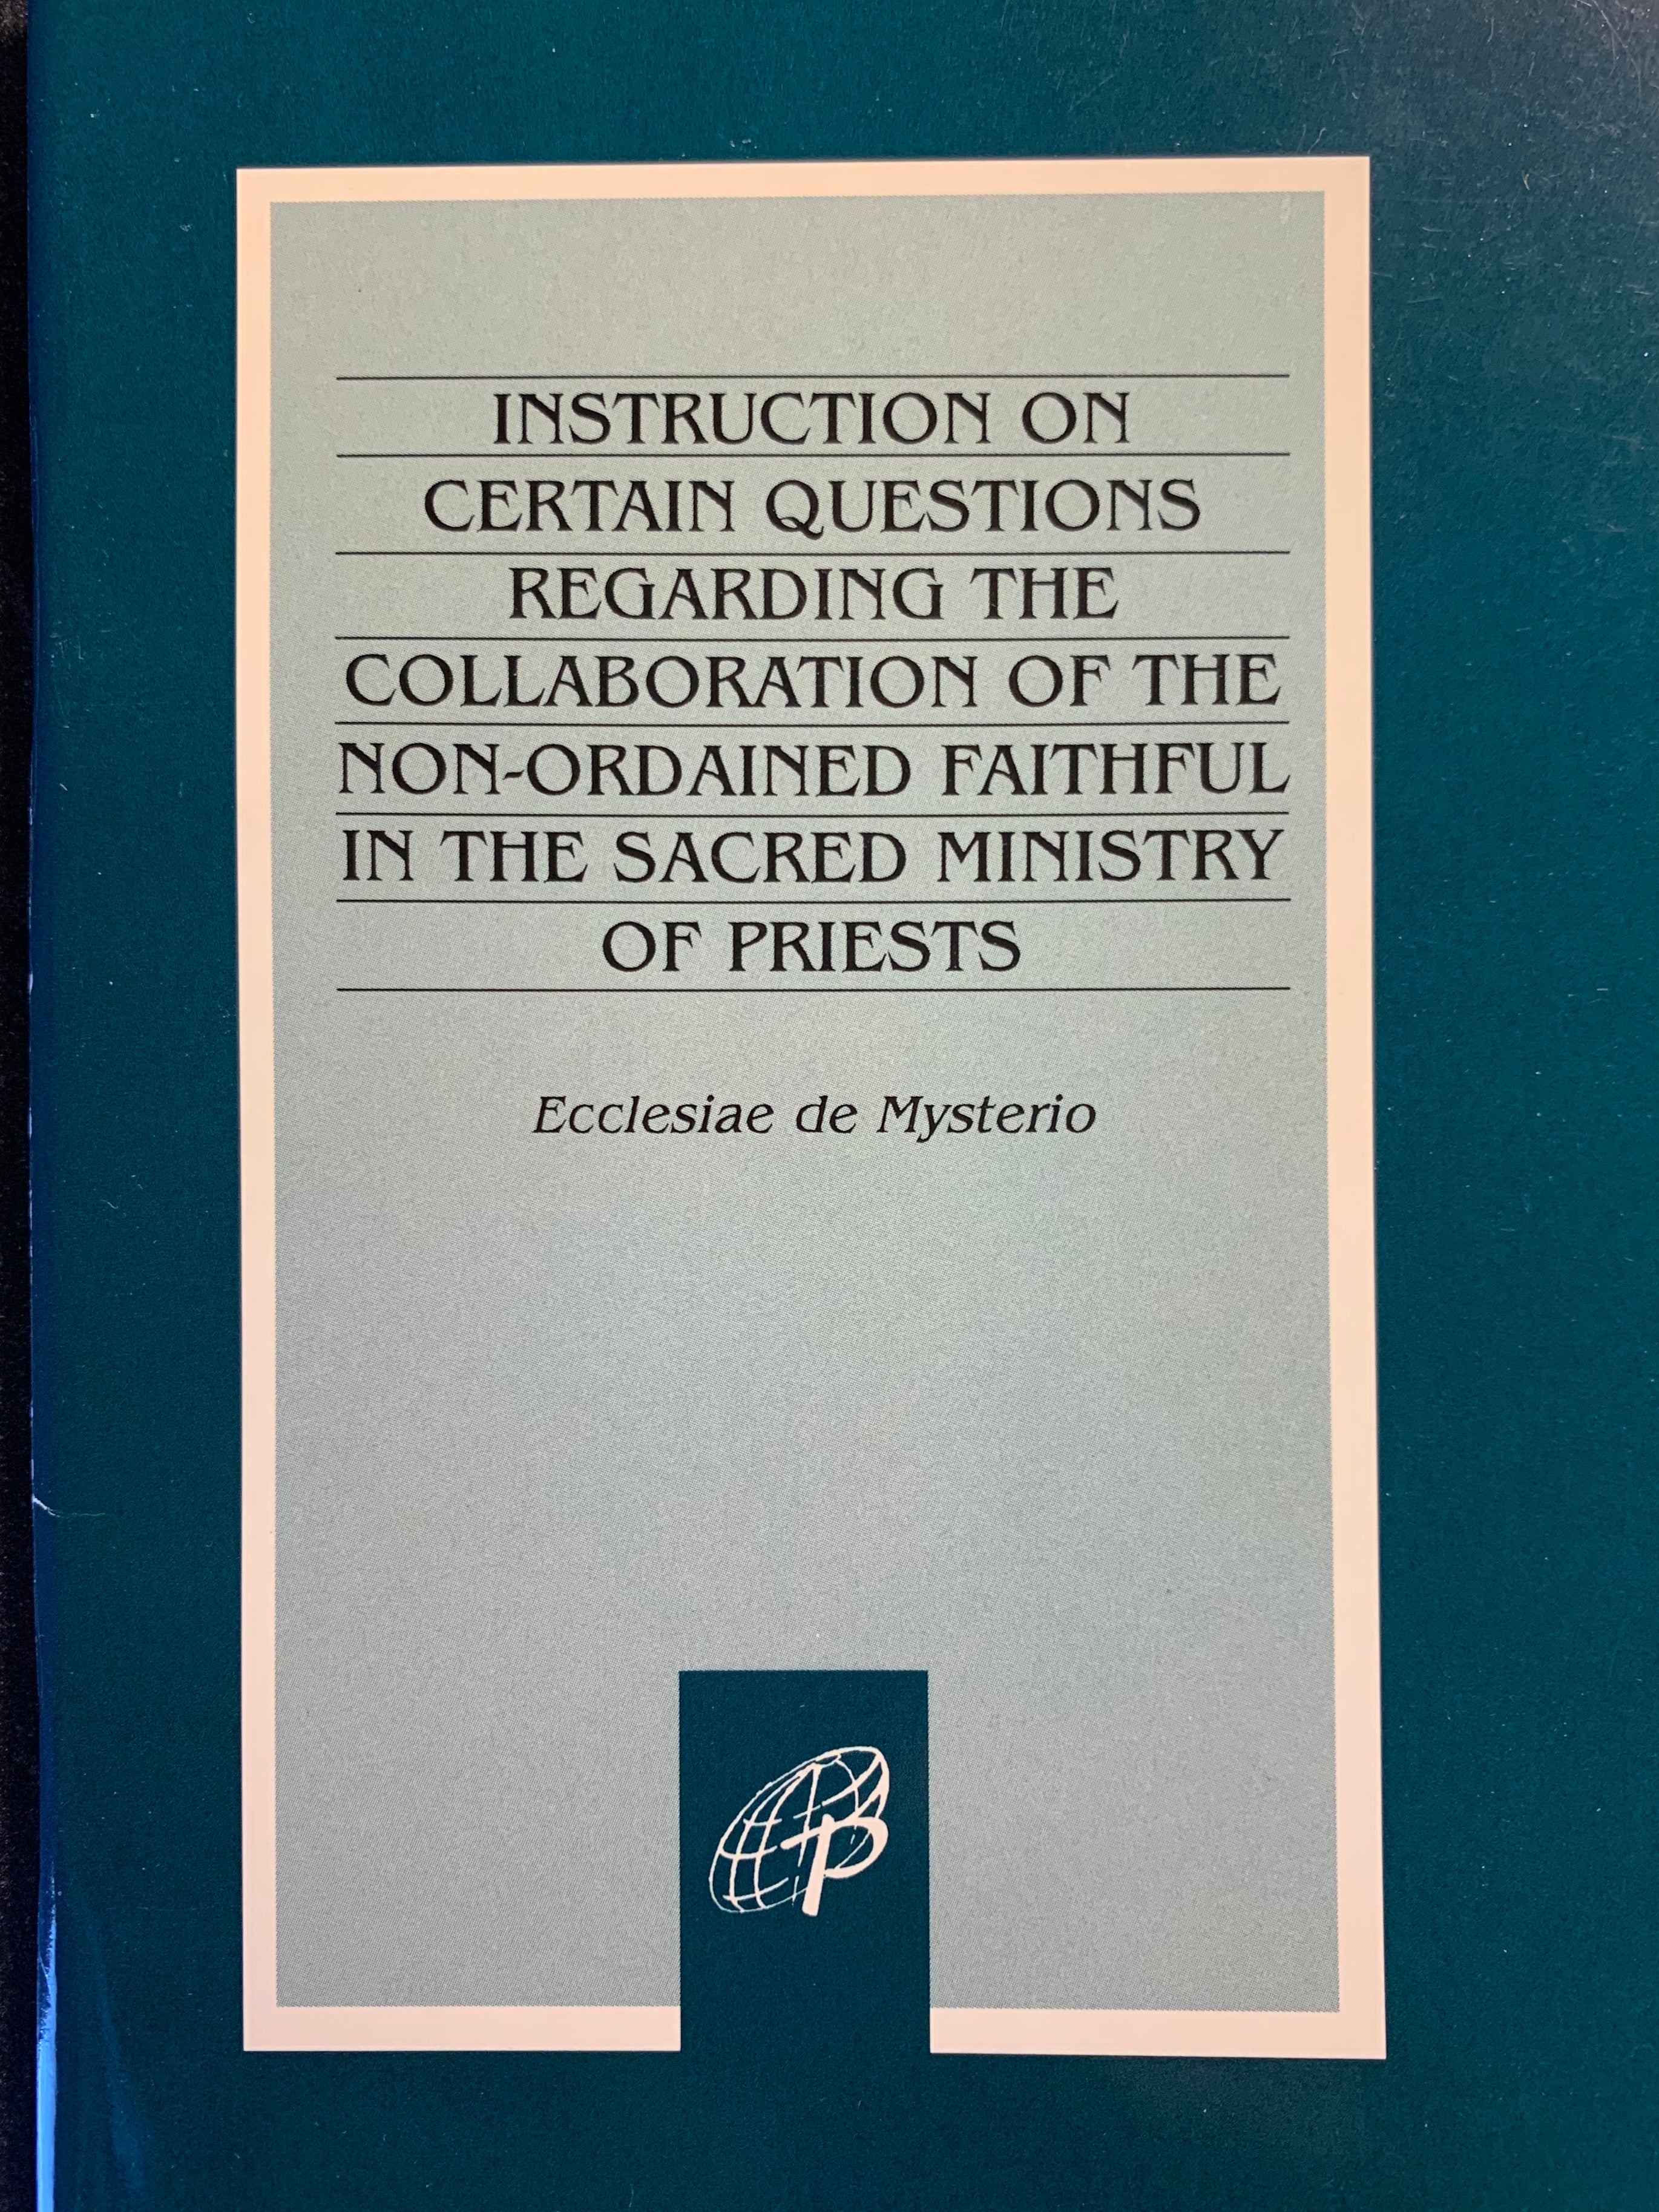 INSTRUCTION ON
CERTAIN QUESTIONS
REGARDING THE
COLLABORATION OF THE
NON-ORDAINED FAITHFUL
IN THE SACRED MINISTRY
OF PRIESTS
Ecclesiae de Mysterio